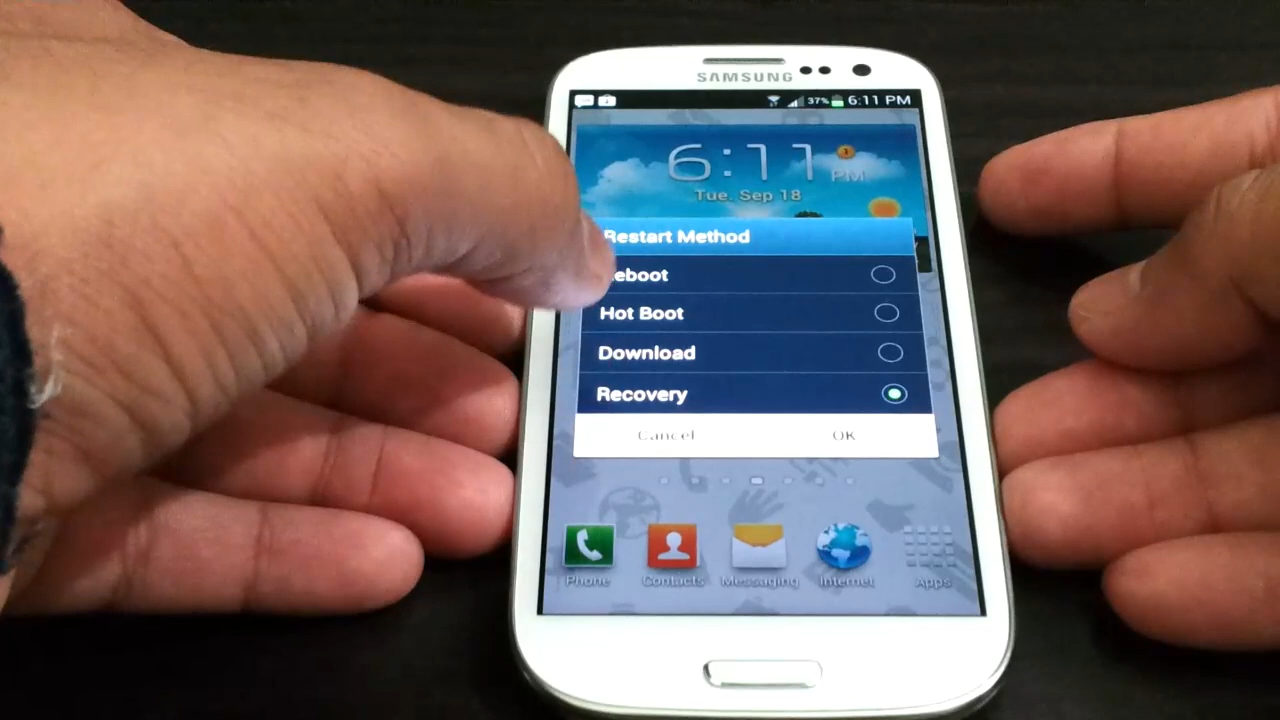 SAMSUNG
37% 6:11 PM
6:11 PM
1
Tue, Sep 18
Restart Method
eboot
Hot Boot
Download
Recovery
Cancel OK
Phone Contacts Messaging Internet Apps